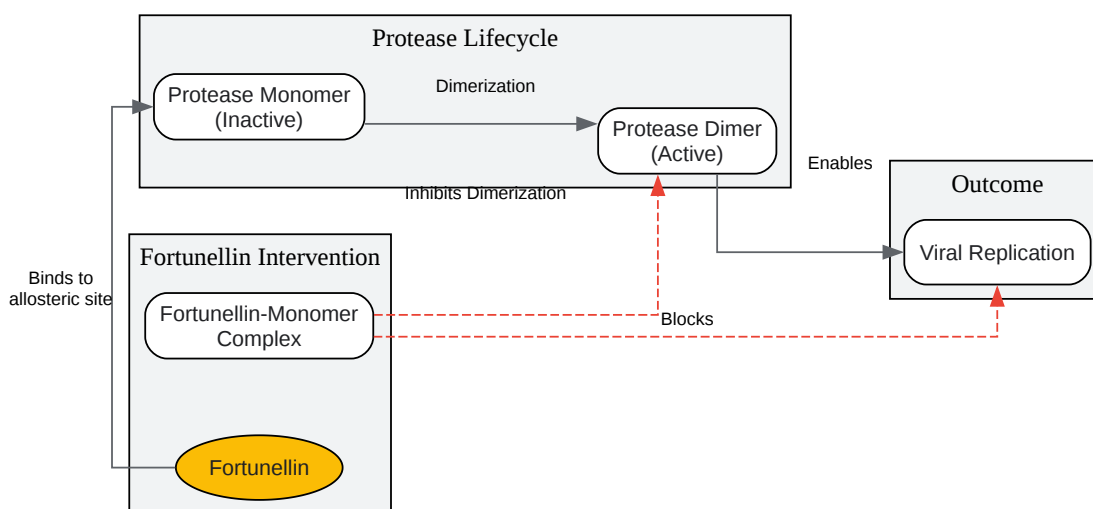 Protease Lifecycle
Protease Monomer
(Inactive)
Dimerization
Protease Dimer
(Active)
Inhibits Dimerization
Enables
Outcome
Viral Replication
Fortunellin Intervention
Binds to
allosteric site
Fortunellin-Monomer
Complex
Blocks
Fortunellin